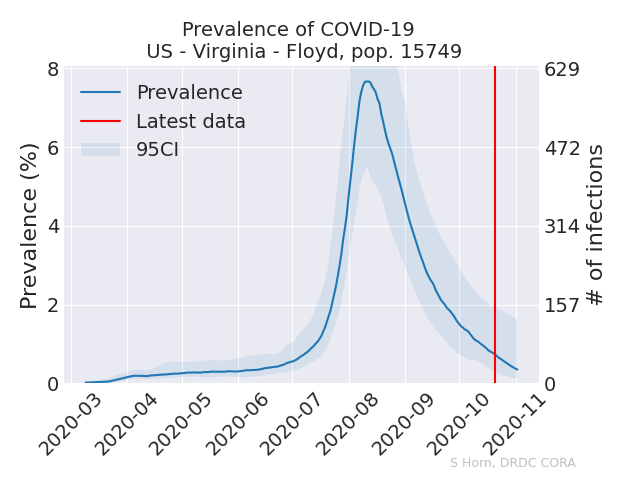 Prevalence of COVID-19
US - Virginia - Floyd, pop. 15749
Prevalence
Latest data
95CI
Prevalence (%)
8
6
4
2
0
629
472
314
157
0
# of infections
2020-03
2020-04
2020-05
2020-06
2020-07
2020-08
2020-09
2020-10
2020-11
S Horn, DRDC CORA